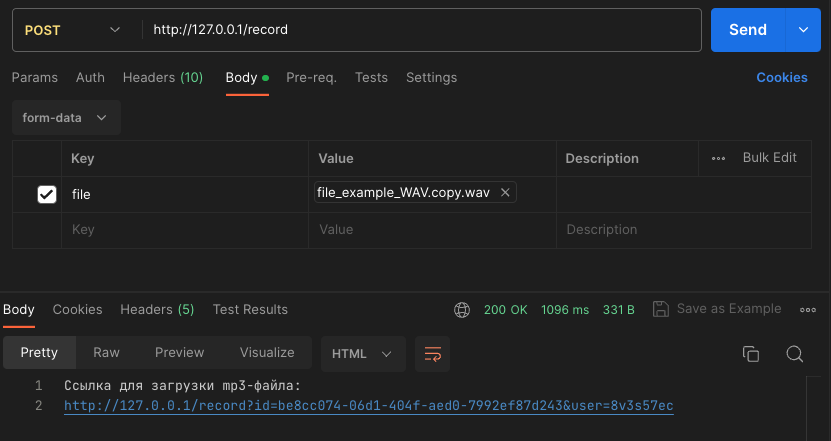 POST http://127.0.0.1/record Send
Params Auth Headers (10) Body Pre-req. Tests Settings Cookies
form-data
Key Value Description Bulk Edit
file file_example_WAV.copy.wav
Key Value Description
Body Cookies Headers (5) Test Results 200 OK 1096 ms 331 B Save as Example
Pretty Raw Preview Visualize HTML
1 Ссылка для загрузки mp3-файла:
2 http://127.0.0.1/record?id=be8cc074-06d1-404f-aed0-7992ef87d243&user=8v3s57ec